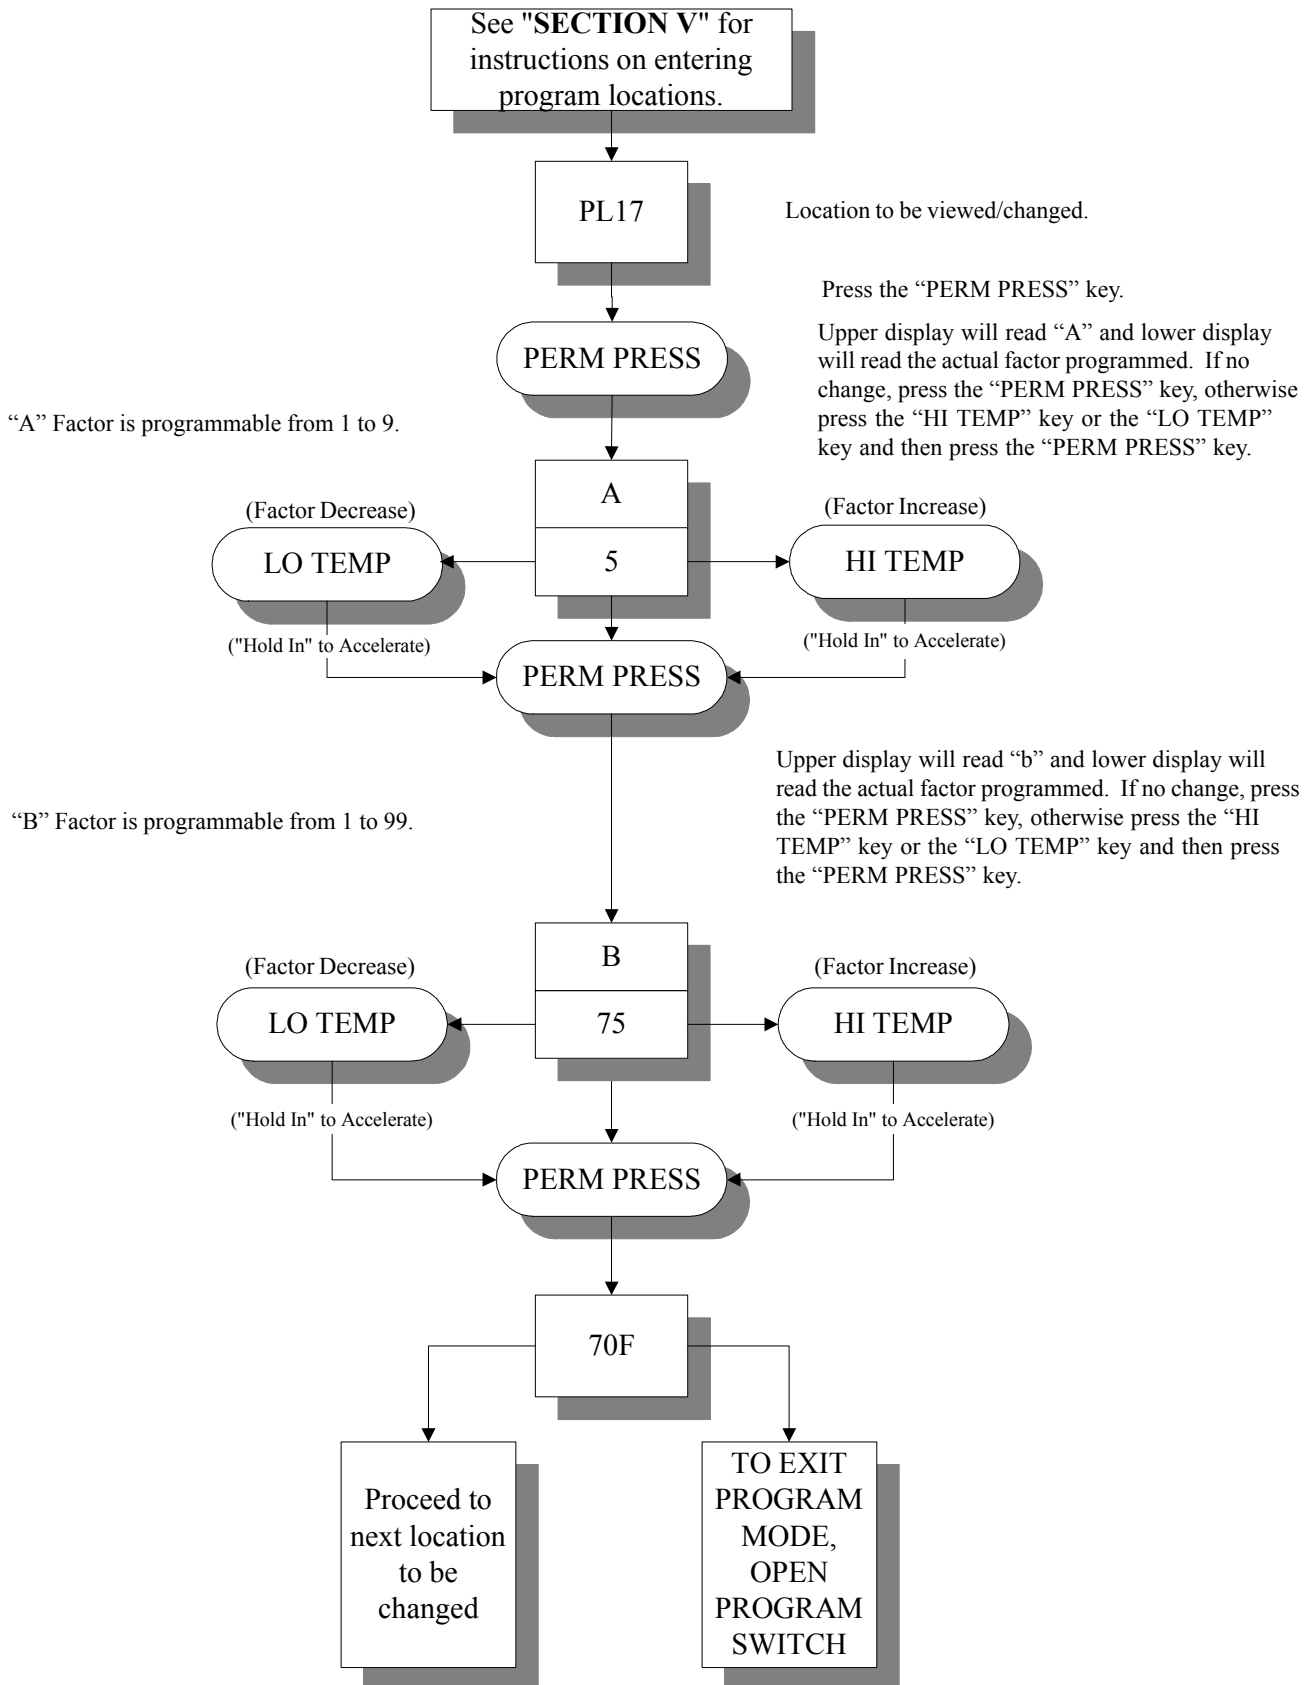 See "SECTION V" for
instructions on entering
program locations.
PL17
Location to be viewed/changed.
Press the “PERM PRESS” key.
PERM PRESS
Upper display will read “A” and lower display
will read the actual factor programmed. If no
change, press the “PERM PRESS” key, otherwise
press the “HI TEMP” key or the “LO TEMP”
key and then press the “PERM PRESS” key.
“A” Factor is programmable from 1 to 9.
A
(Factor Decrease)
(Factor Increase)
LO TEMP
5
HI TEMP
("Hold In" to Accelerate)
("Hold In" to Accelerate)
PERM PRESS
Upper display will read “b” and lower display will
read the actual factor programmed. If no change, press
the “PERM PRESS” key, otherwise press the “HI
TEMP” key or the “LO TEMP” key and then press
the “PERM PRESS” key.
“B” Factor is programmable from 1 to 99.
B
(Factor Decrease)
(Factor Increase)
LO TEMP
75
HI TEMP
("Hold In" to Accelerate)
("Hold In" to Accelerate)
PERM PRESS
70F
Proceed to
next location
to be
changed
TO EXIT
PROGRAM
MODE,
OPEN
PROGRAM
SWITCH